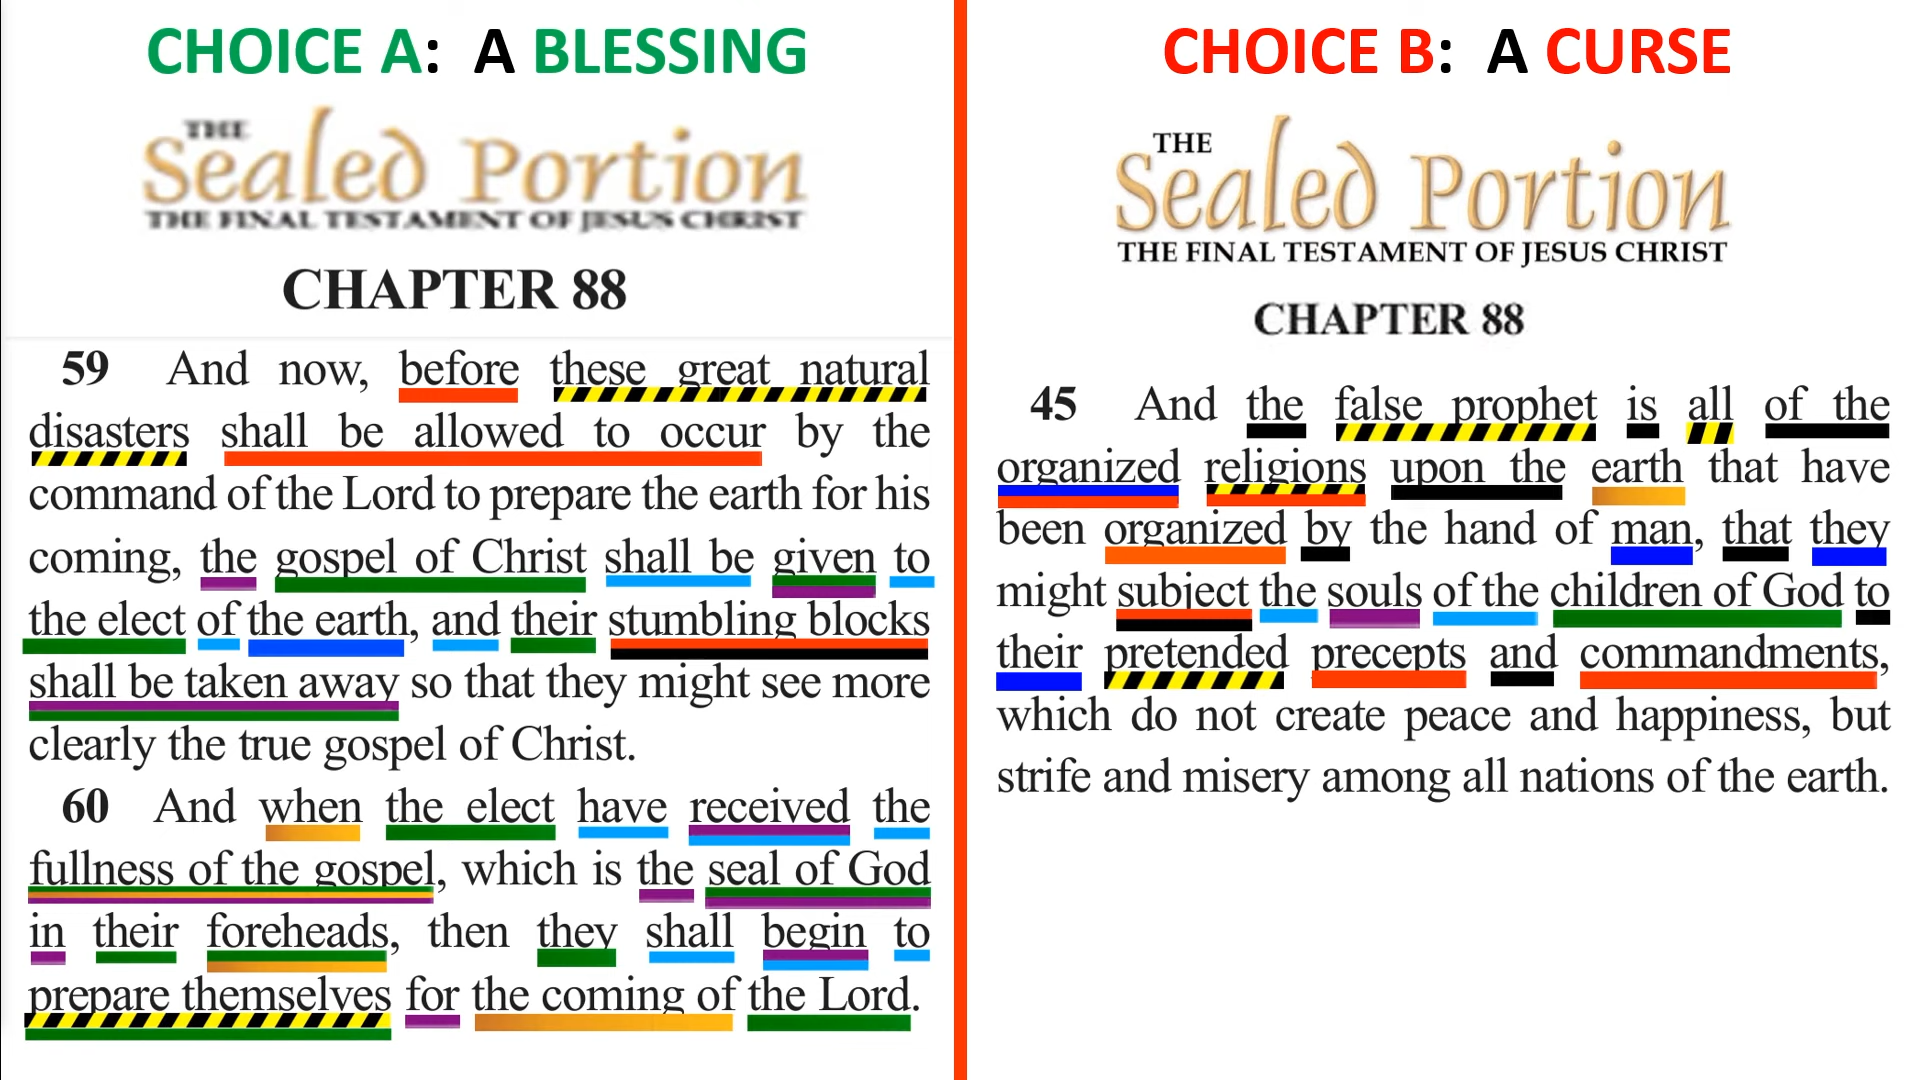 CHOICE A: A BLESSING
THE
Sealed Portion
THE FINAL TESTAMENT OF JESUS CHRIST
CHAPTER 88
59 And now, before these great natural
disasters shall be allowed to occur by the
command of the Lord to prepare the earth for his
coming, the gospel of Christ shall be given to
the elect of the earth, and their stumbling blocks
shall be taken away so that they might see more
clearly the true gospel of Christ.
60 And when the elect have received the
fullness of the gospel, which is the seal of God
in their foreheads, then they shall begin to
prepare themselves for the coming of the Lord.
CHOICE B: A CURSE
THE
Sealed Portion
THE FINAL TESTAMENT OF JESUS CHRIST
CHAPTER 88
45 And the false prophet is all of the
organized religions upon the earth that have
been organized by the hand of man, that they
might subject the souls of the children of God to
their pretended precepts and commandments,
which do not create peace and happiness, but
strife and misery among all nations of the earth.